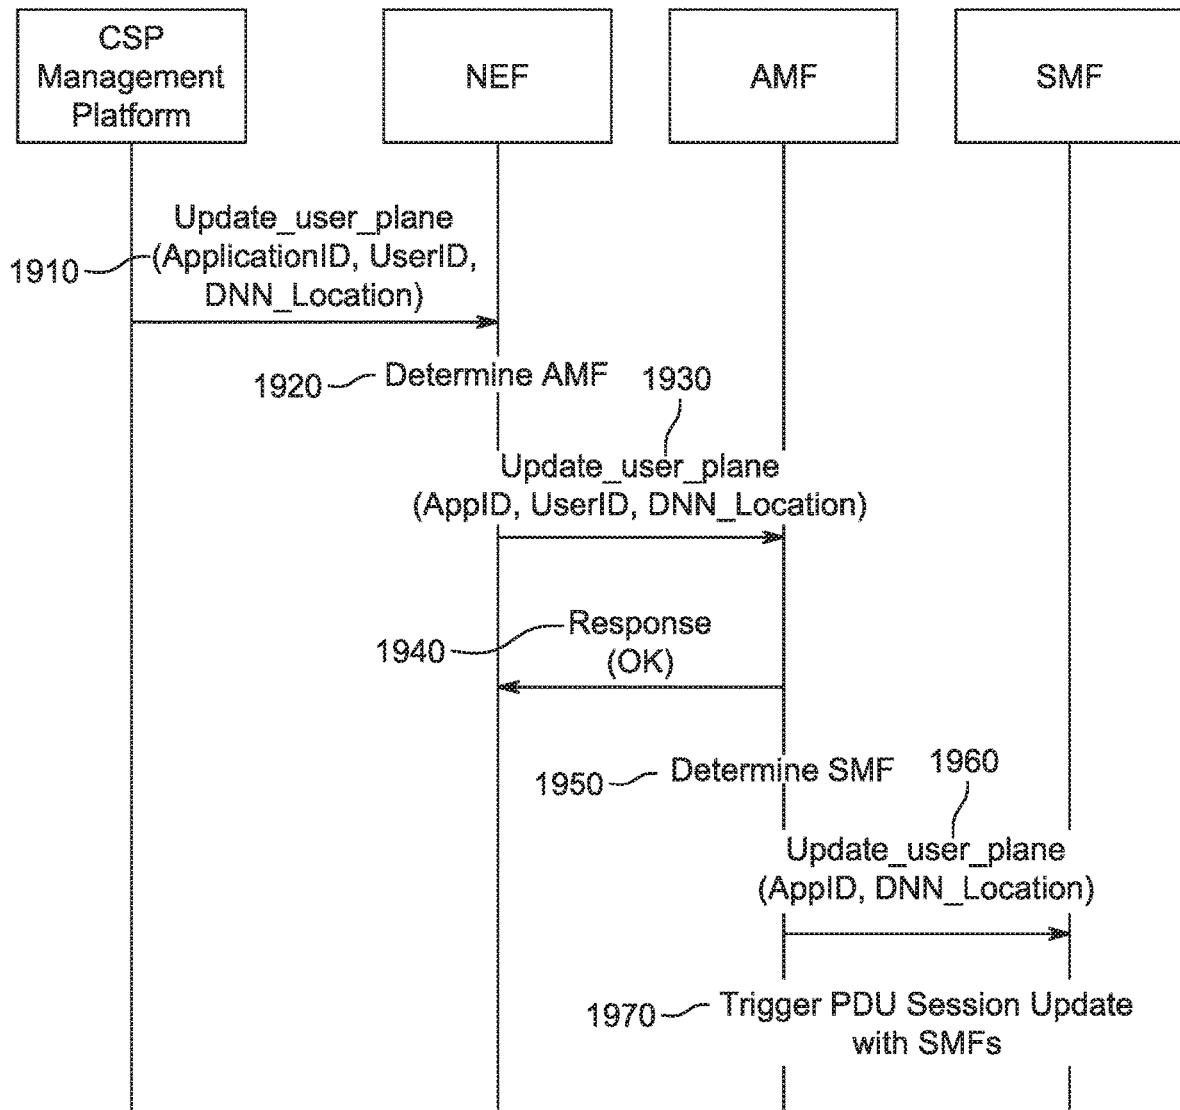 CSP
Management
Platform
NEF
AMF
SMF
Update_user_plane
1910
(ApplicationID, UserID,
DNN_Location)
1920
Determine AMF
1930
Update_user_plane
(AppID, UserID, DNN_Location)
1940
Response
(OK)
1950
Determine SMF
1960
Update_user_plane
(AppID, DNN_Location)
1970
Trigger PDU Session Update
with SMFs